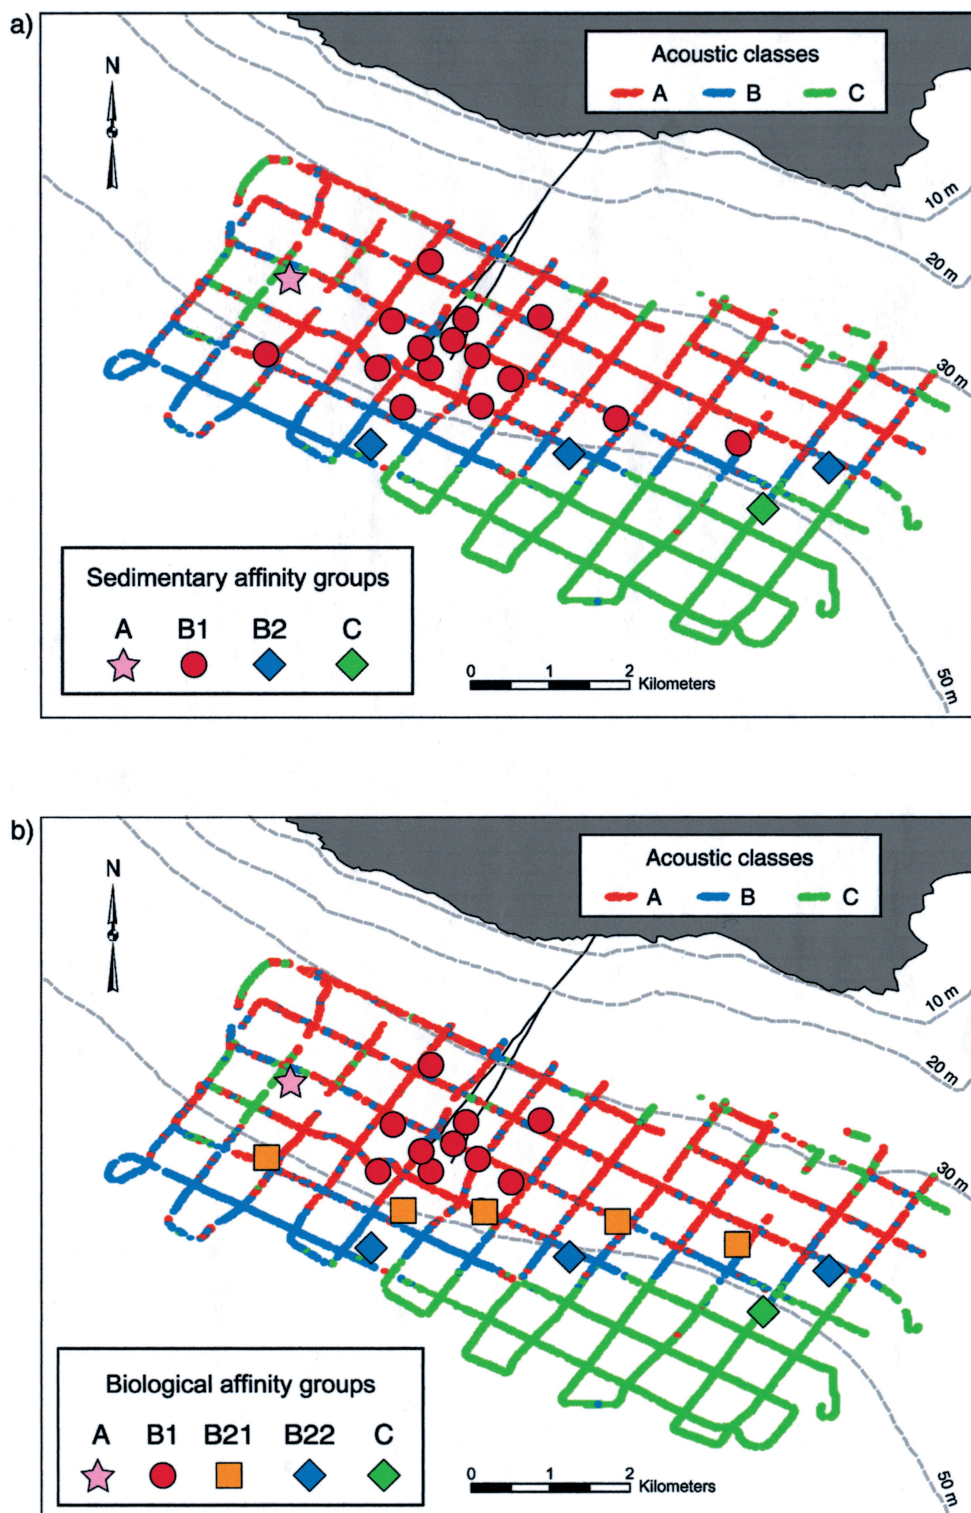 a)
N
Acoustic classes
A B C
10 m
20 m
30 m
50 m
Sedimentary affinity groups
A B1 B2 C
0 1 2
Kilometers
b)
N
Acoustic classes
A B C
10 m
20 m
30 m
50 m
Biological affinity groups
A B1 B21 B22 C
0 1 2
Kilometers